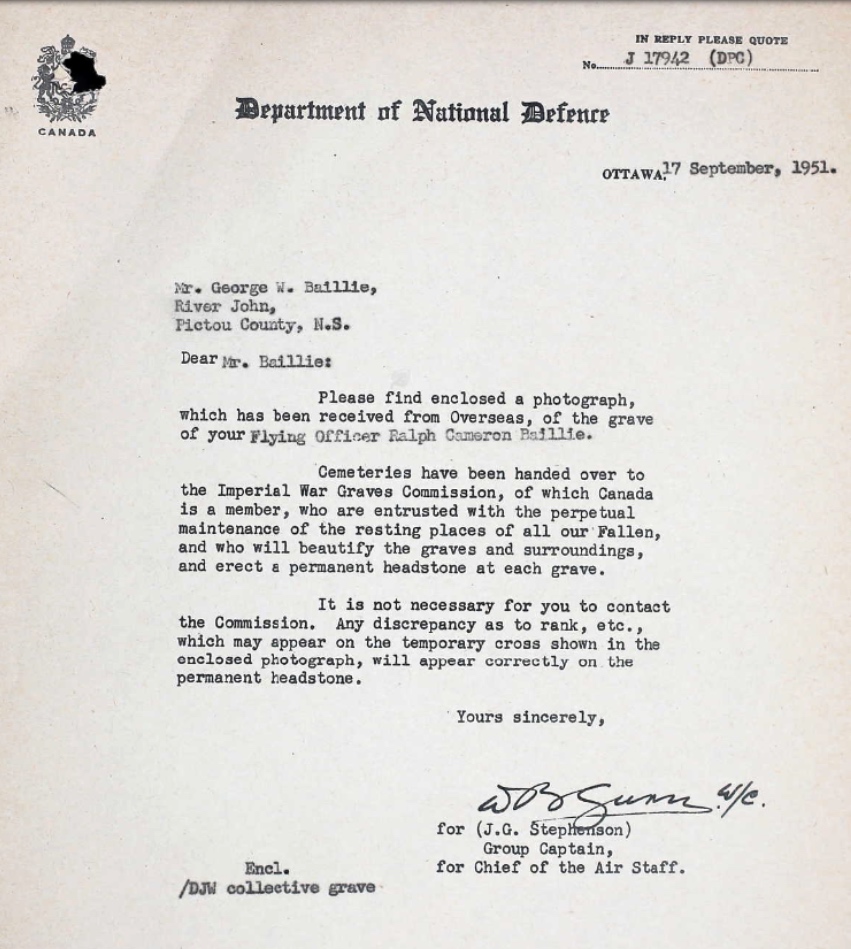 IN REPLY PLEASE QUOTE
No. J 17942 (DPC)
CANADA
Department of National Defence
OTTAWA, 17 September, 1951.
Mr. George W. Baillie,
River John,
Pictou County, N.S.
Dear Mr. Baillie:
Please find enclosed a photograph,
which has been received from Overseas, of the grave
of your Flying Officer Ralph Cameron Baillie.
Cemeteries have been handed over to
the Imperial War Graves Commission, of which Canada
is a member, who are entrusted with the perpetual
maintenance of the resting places of all our Fallen,
and who will beautify the graves and surroundings,
and erect a permanent headstone at each grave.
It is not necessary for you to contact
the Commission. Any discrepancy as to rank, etc.,
which may appear on the temporary cross shown in the
enclosed photograph, will appear correctly on the
permanent headstone.
Yours sincerely,
W B Gunn W/C.
for (J.G. Stephenson)
Group Captain,
for Chief of the Air Staff.
Encl.
/DJW collective grave